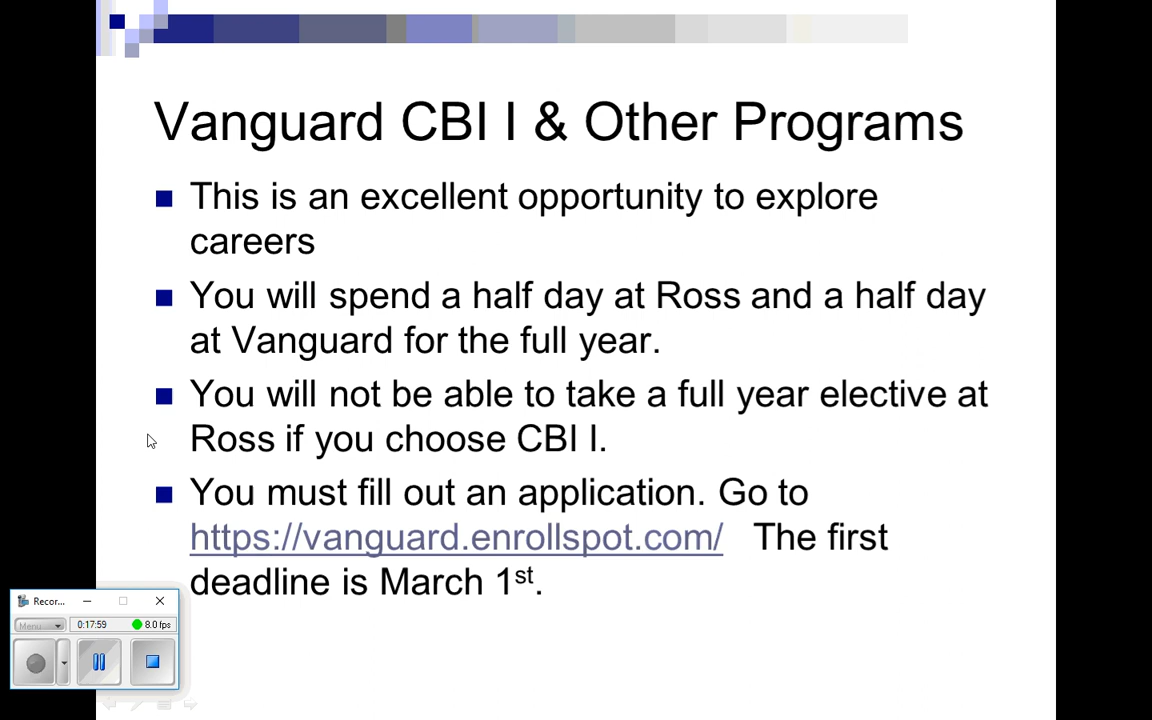 Vanguard CBI I & Other Programs
This is an excellent opportunity to explore
careers
You will spend a half day at Ross and a half day
at Vanguard for the full year.
You will not be able to take a full year elective at
Ross if you choose CBI I.
You must fill out an application. Go to
https://vanguard.enrollspot.com/ The first
deadline is March 1st.
Recor...
Menu 0:17:59 8.0 fps